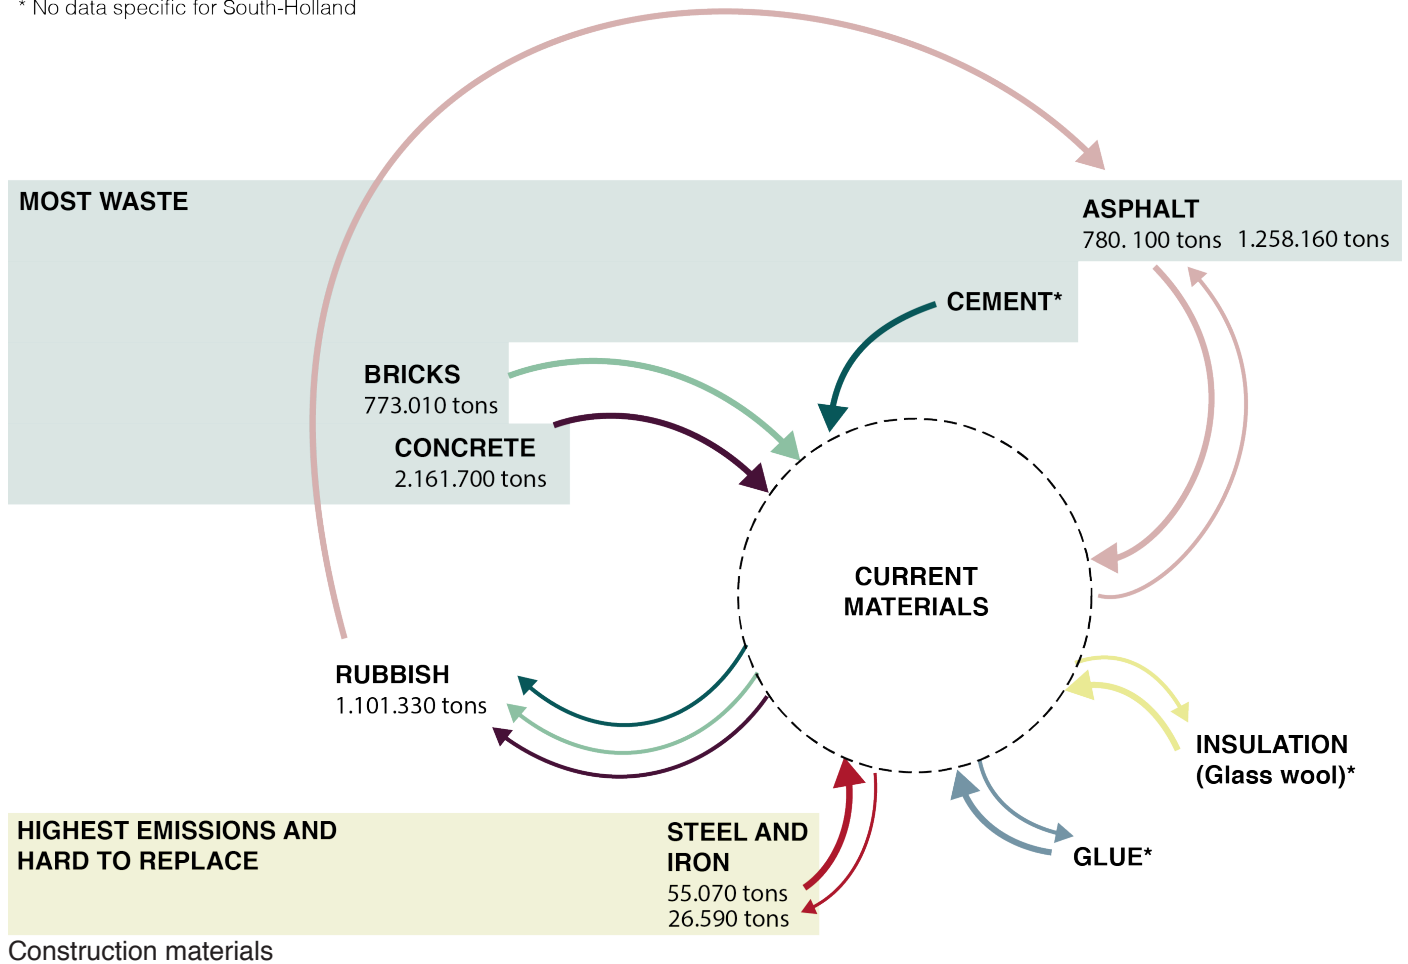 * No data specific for South-Holland
MOST WASTE
ASPHALT
780. 100 tons 1.258.160 tons
CEMENT*
BRICKS
773.010 tons
CONCRETE
2.161.700 tons
CURRENT
MATERIALS
RUBBISH
1.101.330 tons
INSULATION
(Glass wool)*
GLUE*
HIGHEST EMISSIONS AND
HARD TO REPLACE
STEEL AND
IRON
55.070 tons
26.590 tons
Construction materials